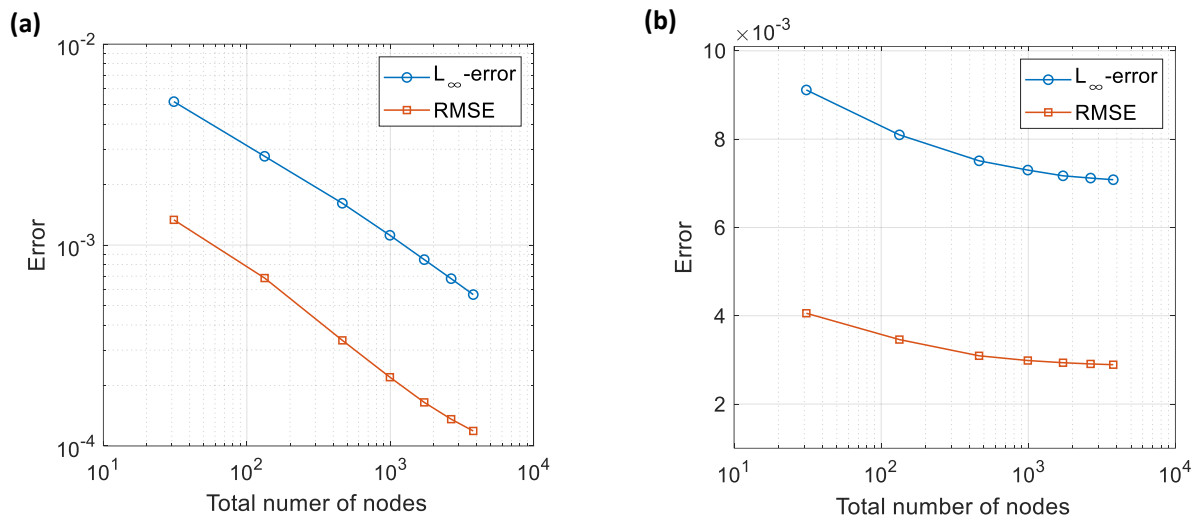 (a)
10^-2
10^-3
10^-4
Error
L∞-error
RMSE
10^1 10^2 10^3 10^4
Total numer of nodes
(b)
×10^-3
10
8
6
4
2
Error
L∞-error
RMSE
10^1 10^2 10^3 10^4
Total number of nodes